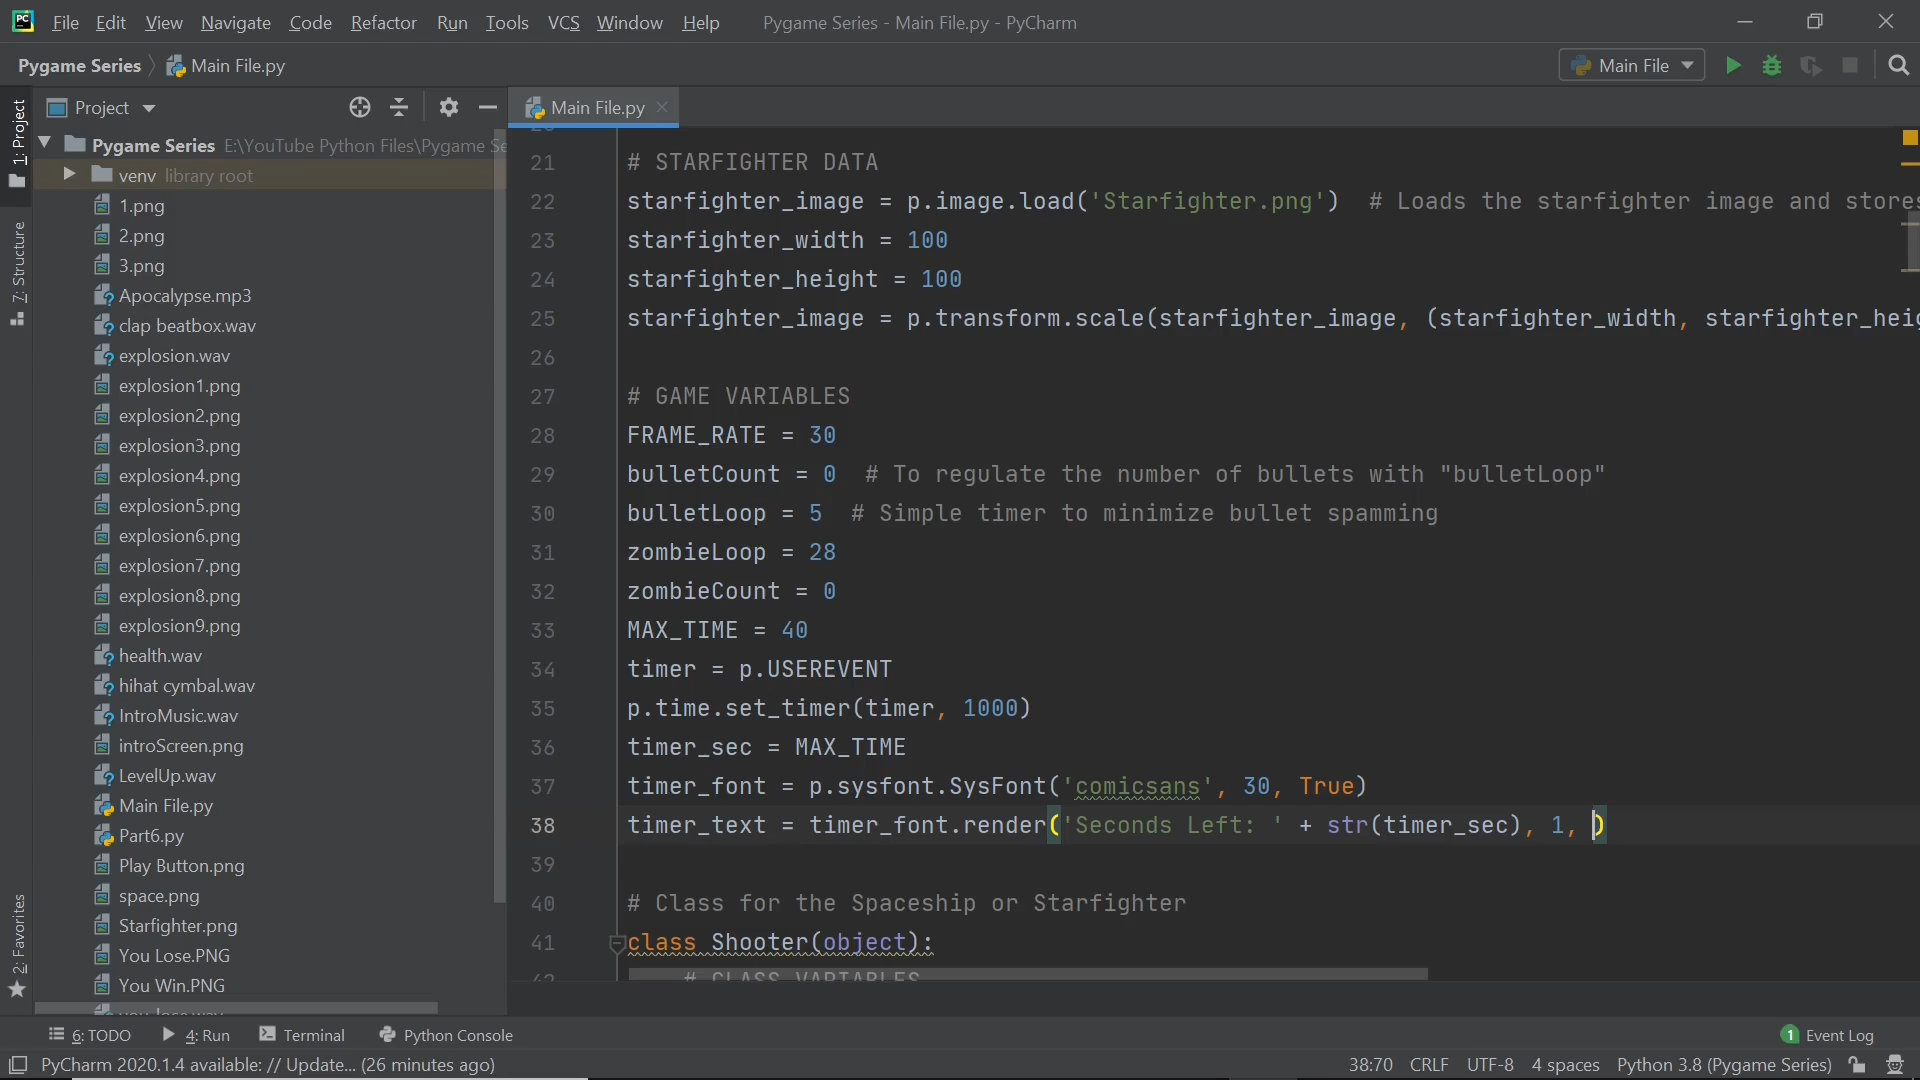 PC File Edit View Navigate Code Refactor Run Tools VCS Window Help Pygame Series - Main File.py - PyCharm
Pygame Series Main File.py Main File
1: Project
7: Structure
2: Favorites
Project
Pygame Series E:\YouTube Python Files\Pygame Se
venv library root
1.png
2.png
3.png
Apocalypse.mp3
clap beatbox.wav
explosion.wav
explosion1.png
explosion2.png
explosion3.png
explosion4.png
explosion5.png
explosion6.png
explosion7.png
explosion8.png
explosion9.png
health.wav
hihat cymbal.wav
IntroMusic.wav
introScreen.png
LevelUp.wav
Main File.py
Part6.py
Play Button.png
space.png
Starfighter.png
You Lose.PNG
You Win.PNG
Main File.py
21 # STARFIGHTER DATA
22 starfighter_image = p.image.load('Starfighter.png') # Loads the starfighter image and stores
23 starfighter_width = 100
24 starfighter_height = 100
25 starfighter_image = p.transform.scale(starfighter_image, (starfighter_width, starfighter_heig
26
27 # GAME VARIABLES
28 FRAME_RATE = 30
29 bulletCount = 0 # To regulate the number of bullets with "bulletLoop"
30 bulletLoop = 5 # Simple timer to minimize bullet spamming
31 zombieLoop = 28
32 zombieCount = 0
33 MAX_TIME = 40
34 timer = p.USEREVENT
35 p.time.set_timer(timer, 1000)
36 timer_sec = MAX_TIME
37 timer_font = p.sysfont.SysFont('comicsans', 30, True)
38 timer_text = timer_font.render('Seconds Left: ' + str(timer_sec), 1, )
39
40 # Class for the Spaceship or Starfighter
41 class Shooter(object):
42 # CLASS VARIABLES
6: TODO 4: Run Terminal Python Console 1 Event Log
PyCharm 2020.1.4 available: // Update... (26 minutes ago) 38:70 CRLF UTF-8 4 spaces Python 3.8 (Pygame Series)